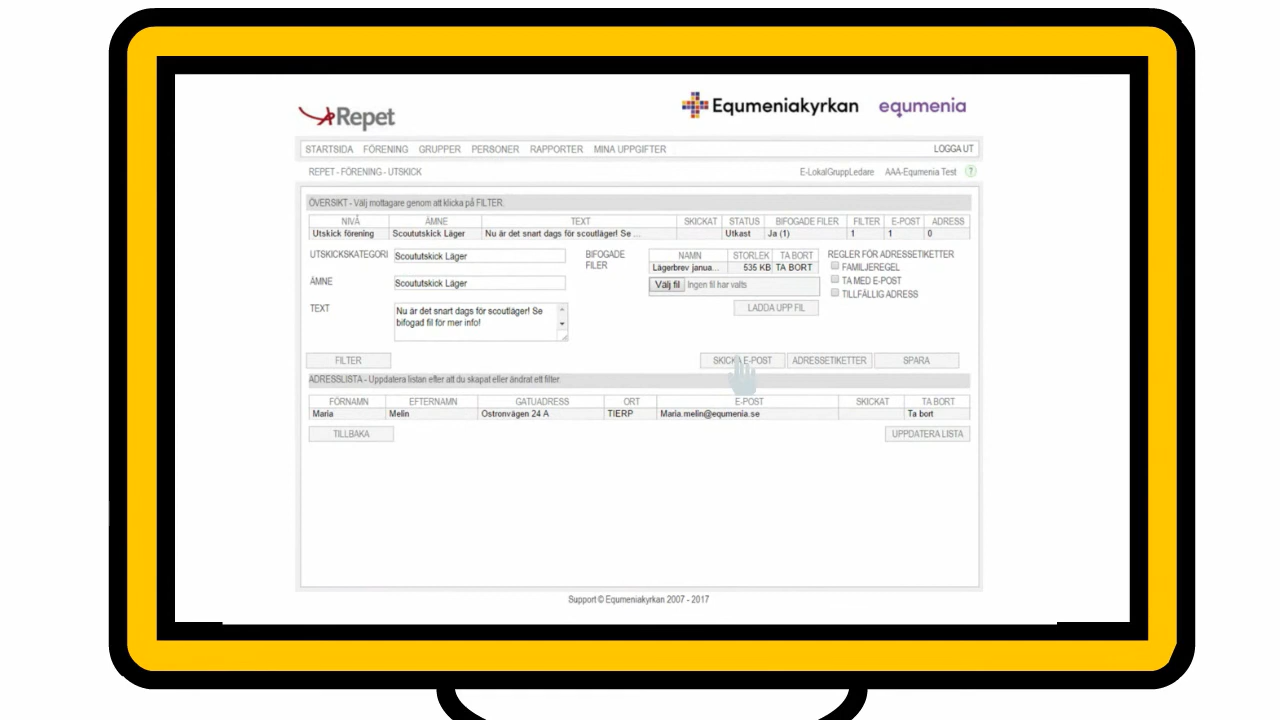 Repet
Equmeniakyrkan equmenia
STARTSIDA FÖRENING GRUPPER PERSONER RAPPORTER MINA UPPGIFTER LOGGA UT
REPET - FÖRENING - UTSKICK E-LokalGruppLedare AAA-Equmenia Test ?
ÖVERSIKT - Välj mottagare genom att klicka på FILTER.
NIVÅ ÄMNE TEXT SKICKAT STATUS BIFOGADE FILER FILTER E-POST ADRESS
Utskick förening Scoututskick Läger Nu är det snart dags för scoutläger! Se ... Utkast Ja (1) 1 1 0
UTSKICKSKATEGORI Scoututskick Läger
ÄMNE Scoututskick Läger
TEXT Nu är det snart dags för scoutläger! Se
bifogad fil för mer info!
BIFOGADE
FILER
NAMN STORLEK TA BORT
Lägerbrev janua... 535 KB TA BORT
Välj fil Ingen fil har valts
LADDA UPP FIL
REGLER FÖR ADRESSETIKETTER
FAMILJEREGEL
TA MED E-POST
TILLFÄLLIG ADRESS
FILTER SKICKA E-POST ADRESSETIKETTER SPARA
ADRESSLISTA - Uppdatera listan efter att du skapat eller ändrat ett filter.
FÖRNAMN EFTERNAMN GATUADRESS ORT E-POST SKICKAT TA BORT
Maria Melin Ostronvägen 24 A TIERP Maria.melin@equmenia.se Ta bort
TILLBAKA UPPDATERA LISTA
Support © Equmeniakyrkan 2007 - 2017